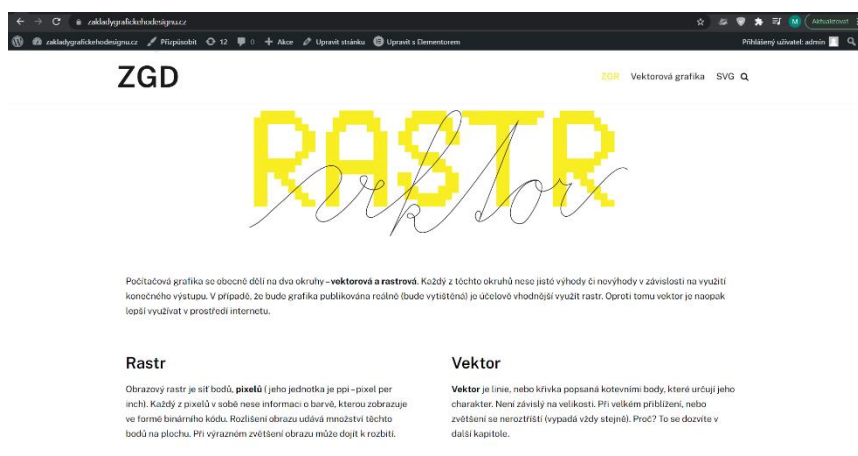 zakladygrafickehodesignu.cz
Aktualizovat
zakladygrafickehodesignu.cz Přizpůsobit 12 0 Akce Upravit stránku Upravit s Elementorem Přihlášený uživatel: admin
ZGD
ZGR Vektorová grafika SVG
RASTR
vektor
Počítačová grafika se obecně dělí na dva okruhy – vektorová a rastrová. Každý z těchto okruhů nese jisté výhody či nevýhody v závislosti na využití
konečného výstupu. V případě, že bude grafika publikována reálně (bude vytištěná) je účelově vhodnější využít rastr. Oproti tomu vektor je naopak
lepší využívat v prostředí internetu.
Rastr
Obrazový rastr je síť bodů, pixelů ( jeho jednotka je ppi – pixel per
inch). Každý z pixelů v sobě nese informaci o barvě, kterou zobrazuje
ve formě binárního kódu. Rozlišení obrazu udává množství těchto
bodů na plochu. Při výrazném zvětšení obrazu může dojít k rozbití.
Vektor
Vektor je linie, nebo křivka popsaná kotevními body, které určují jeho
charakter. Není závislý na velikosti. Při velkém přiblížení, nebo
zvětšení se neroztříští (vypadá vždy stejně). Proč? To se dozvíte v
další kapitole.